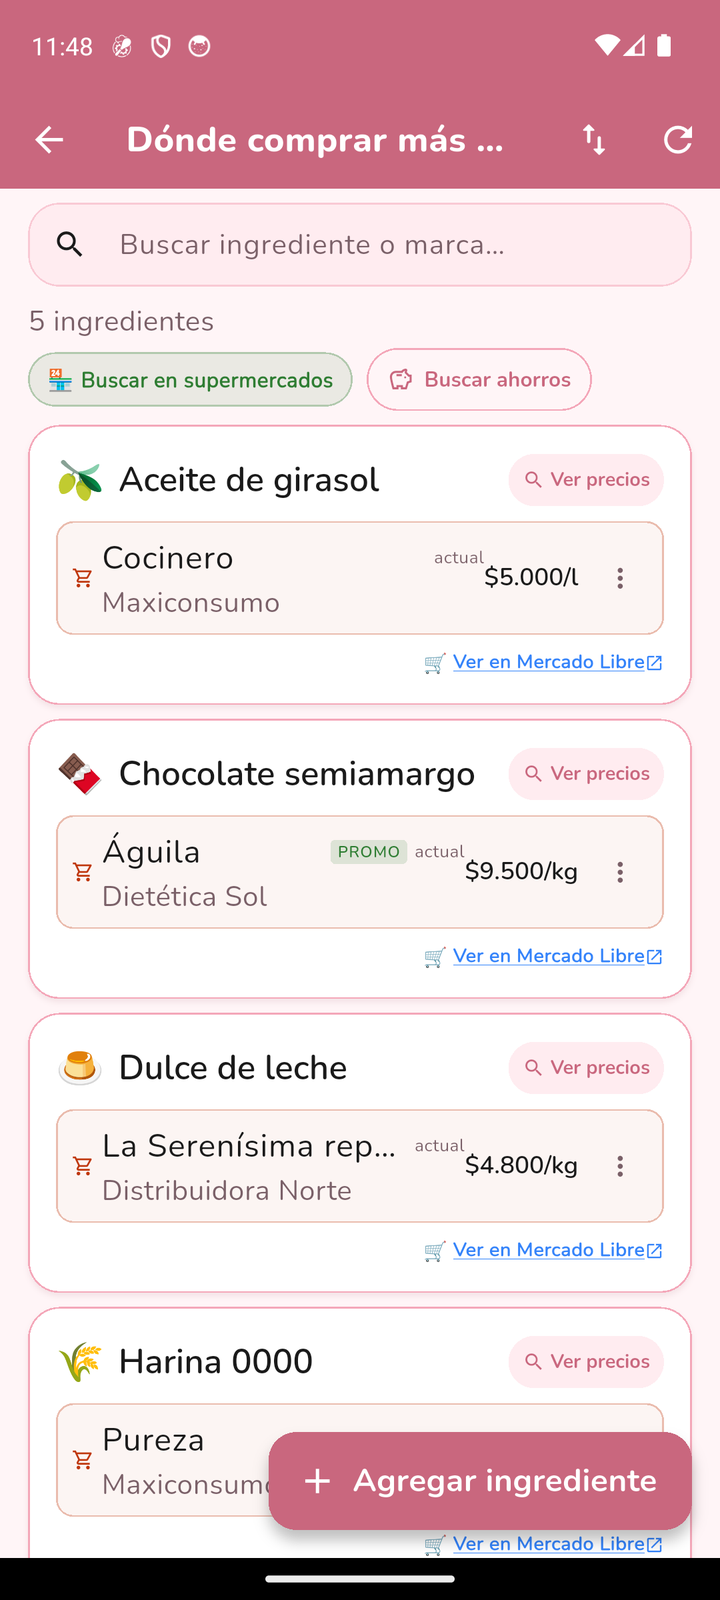 11:48
Dónde comprar más ...
Buscar ingrediente o marca...
5 ingredientes
Buscar en supermercados
Buscar ahorros
Aceite de girasol
Ver precios
Cocinero
actual
$5.000/l
Maxiconsumo
Ver en Mercado Libre
Chocolate semiamargo
Ver precios
Águila
PROMO
actual
$9.500/kg
Dietética Sol
Ver en Mercado Libre
Dulce de leche
Ver precios
La Serenísima rep...
actual
$4.800/kg
Distribuidora Norte
Ver en Mercado Libre
Harina 0000
Ver precios
Pureza
Maxiconsumo
Agregar ingrediente
Ver en Mercado Libre